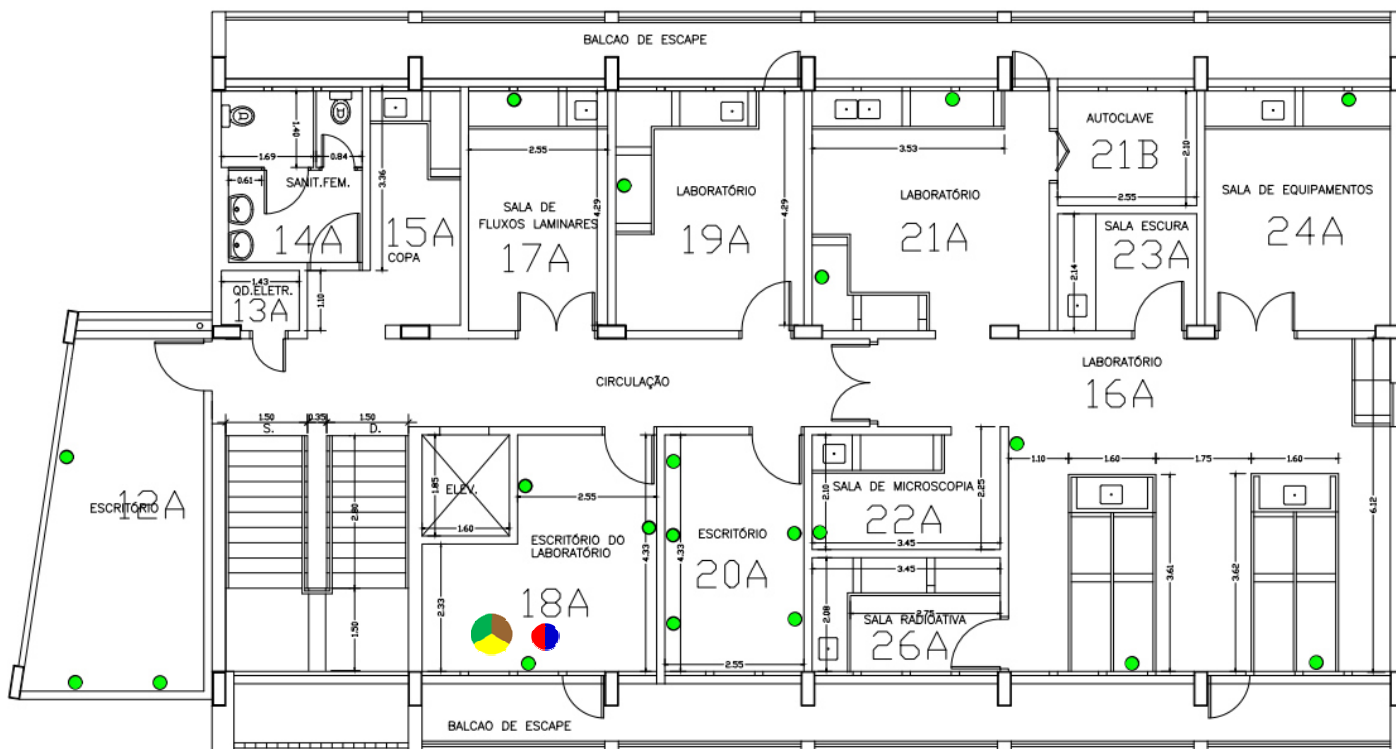 BALCAO DE ESCAPE
1.40
1.69
0.84
0.61
SANIT.FEM.
14A
3.36
15A
COPA
2.55
SALA DE
FLUXOS LAMINARES
17A
4.29
LABORATÓRIO
19A
4.29
3.53
LABORATÓRIO
21A
AUTOCLAVE
21B
2.10
2.55
SALA ESCURA
23A
2.14
SALA DE EQUIPAMENTOS
24A
1.43
QD.ELETR.
13A
1.10
CIRCULAÇÃO
LABORATÓRIO
16A
12A
ESCRITÓRIO
1.50
0.35
1.50
S.
D.
2.80
1.50
1.85
ELEV.
1.60
2.55
ESCRITÓRIO DO
LABORATÓRIO
18A
2.33
4.33
4.33
ESCRITÓRIO
20A
2.55
2.10
SALA DE MICROSCOPIA
22A
2.25
3.45
3.45
2.08
2.75
SALA RADIOATIVA
26A
1.10
1.60
1.75
1.60
3.61
3.62
6.12
BALCAO DE ESCAPE